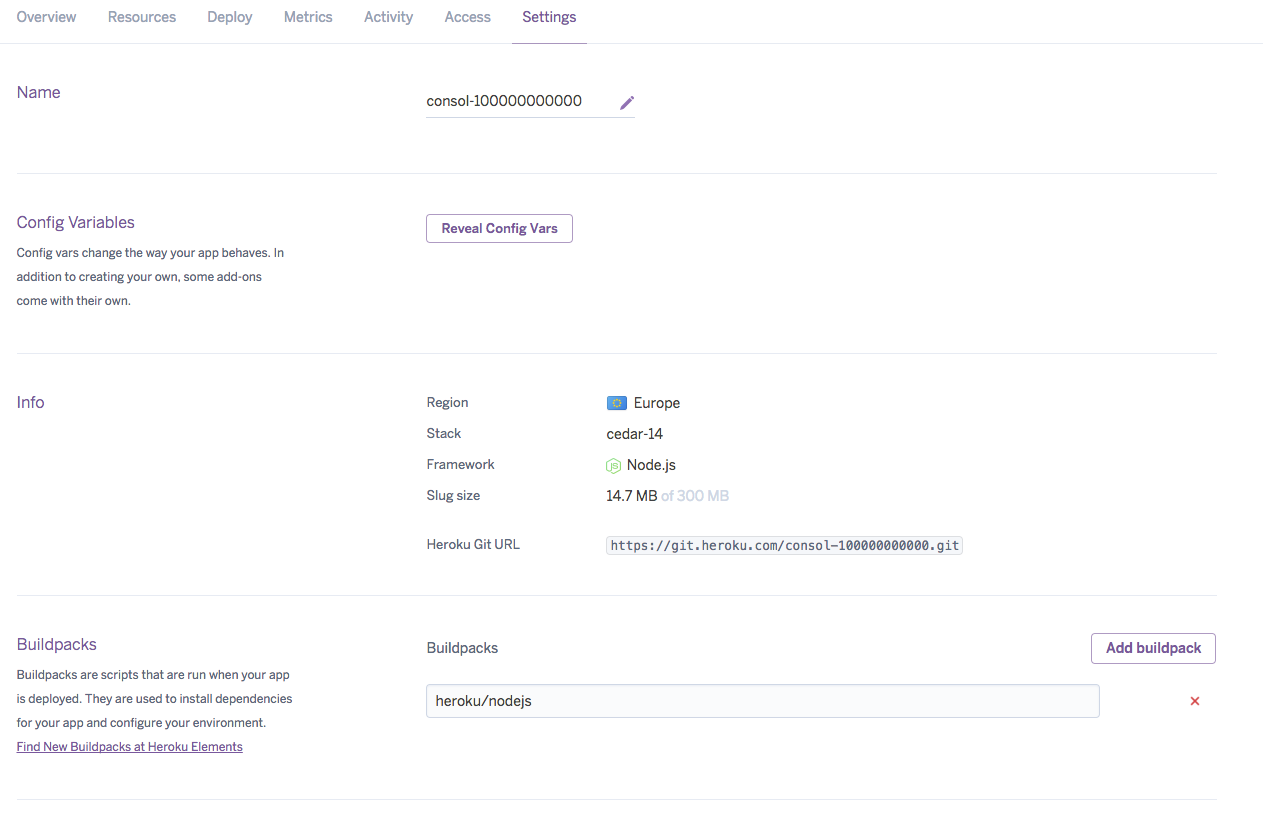 Overview Resources Deploy Metrics Activity Access Settings
Name
consol-100000000000
Config Variables
Reveal Config Vars
Config vars change the way your app behaves. In
addition to creating your own, some add-ons
come with their own.
Info
Region Europe
Stack cedar-14
Framework JS Node.js
Slug size 14.7 MB of 300 MB
Heroku Git URL https://git.heroku.com/consol-100000000000.git
Buildpacks
Buildpacks are scripts that are run when your app
is deployed. They are used to install dependencies
for your app and configure your environment.
Find New Buildpacks at Heroku Elements
Buildpacks Add buildpack
heroku/nodejs